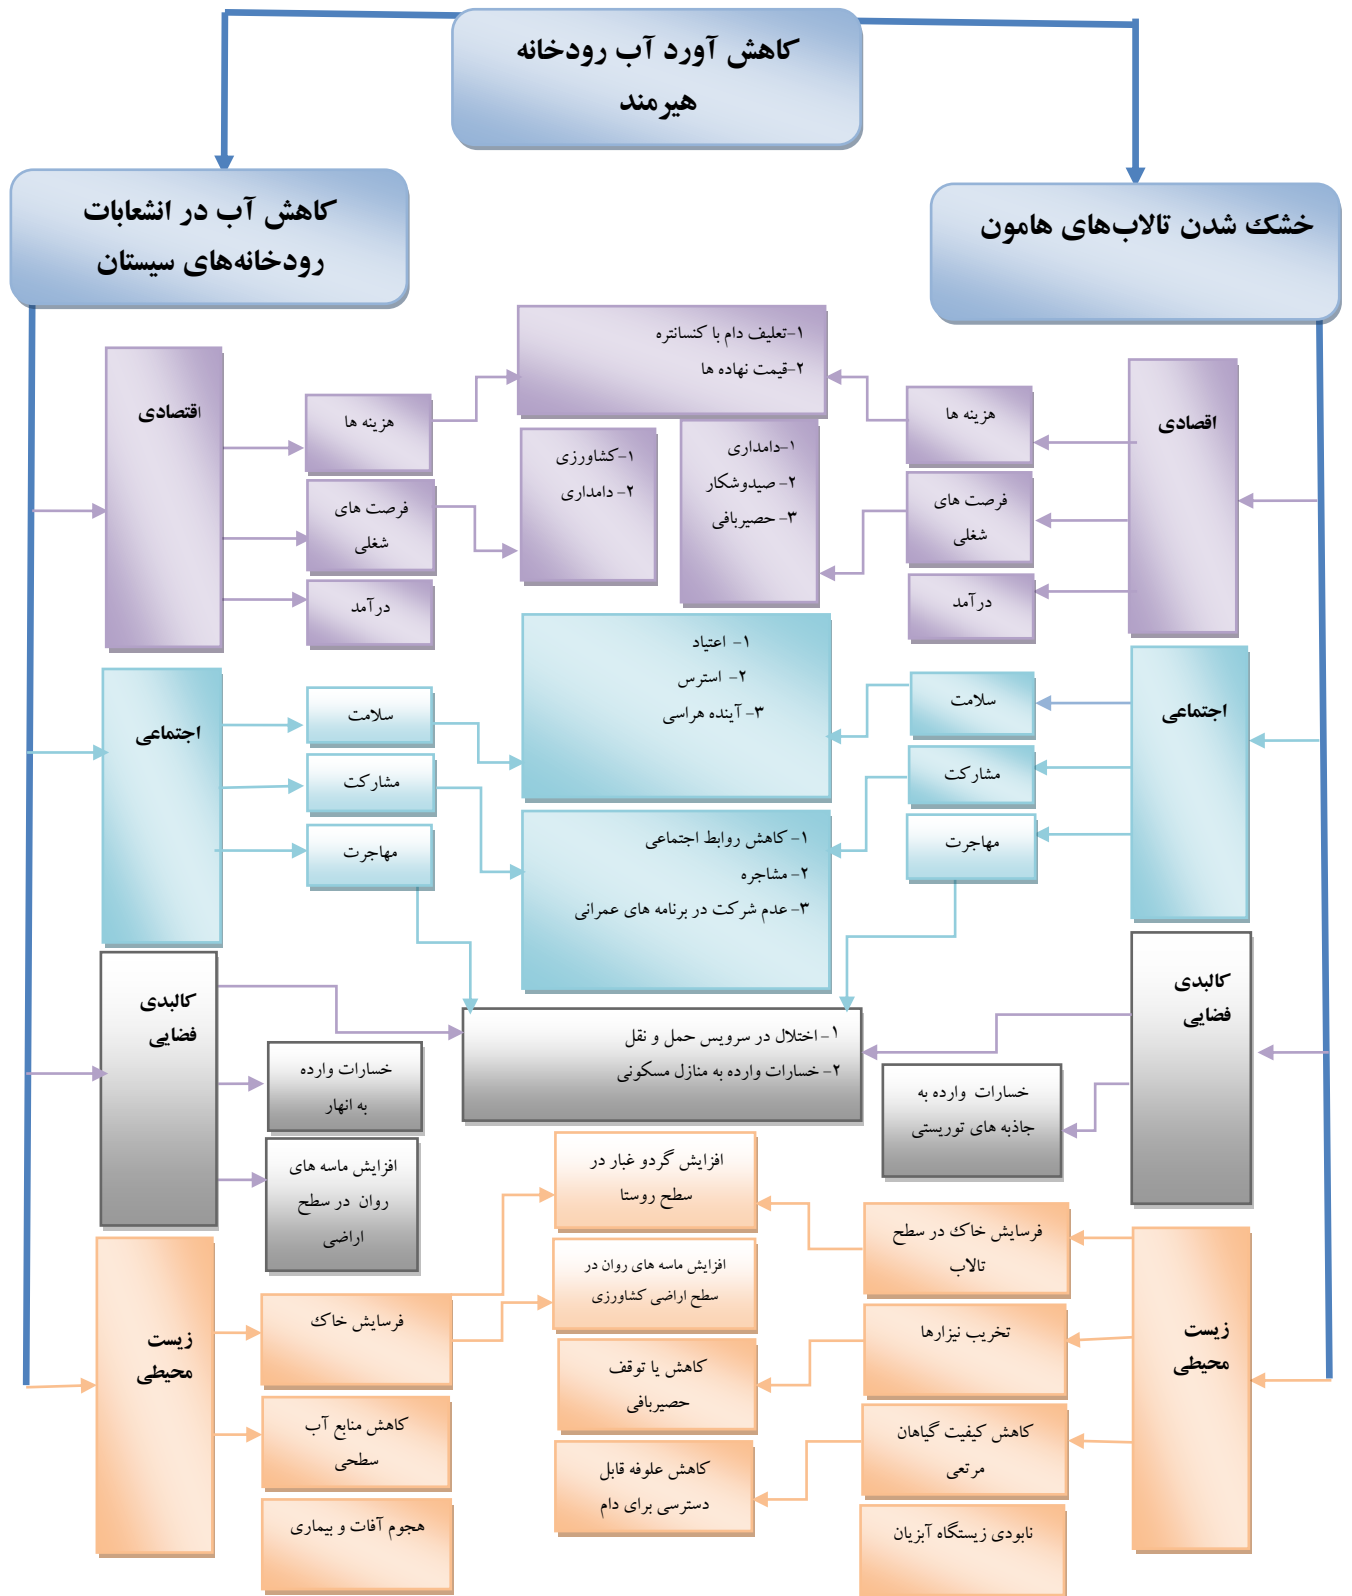 کاهش آورد آب رودخانه
هیرمند
خشک شدن تالاب‌های هامون
کاهش آب در انشعابات
رودخانه‌های سیستان
اقصادی
هزینه ها
فرصت های
شغلی
درآمد
۱-تعلیف دام با کنسانتره
۲-قیمت نهاده ها
۱-دامداری
۲- صیدوشکار
۳- حصیربافی
۱-کشاورزی
۲- دامداری
هزینه ها
فرصت های
شغلی
درآمد
اقتصادی
اجتماعی
سلامت
مشارکت
مهاجرت
۱- اعتیاد
۲- استرس
۳- آینده هراسی
۱- کاهش روابط اجتماعی
۲- مشاجره
۳- عدم شرکت در برنامه های عمرانی
سلامت
مشارکت
مهاجرت
اجتماعی
کالبدی
فضایی
خسارات وارده به
جاذبه های توریستی
۱- اختلال در سرویس حمل و نقل
۲- خسارات وارده به منازل مسکونی
خسارات وارده
به انهار
افزایش ماسه های
روان در سطح
اراضی
کالبدی
فضایی
زیست
محیطی
فرسایش خاک در سطح
تالاب
تخریب نیزارها
کاهش کیفیت گیاهان
مرتعی
نابودی زیستگاه آبزیان
افزایش گردو غبار در
سطح روستا
افزایش ماسه های روان در
سطح اراضی کشاورزی
کاهش یا توقف
حصیربافی
کاهش علوفه قابل
دسترسی برای دام
فرسایش خاک
کاهش منابع آب
سطحی
هجوم آفات و بیماری
زیست
محیطی